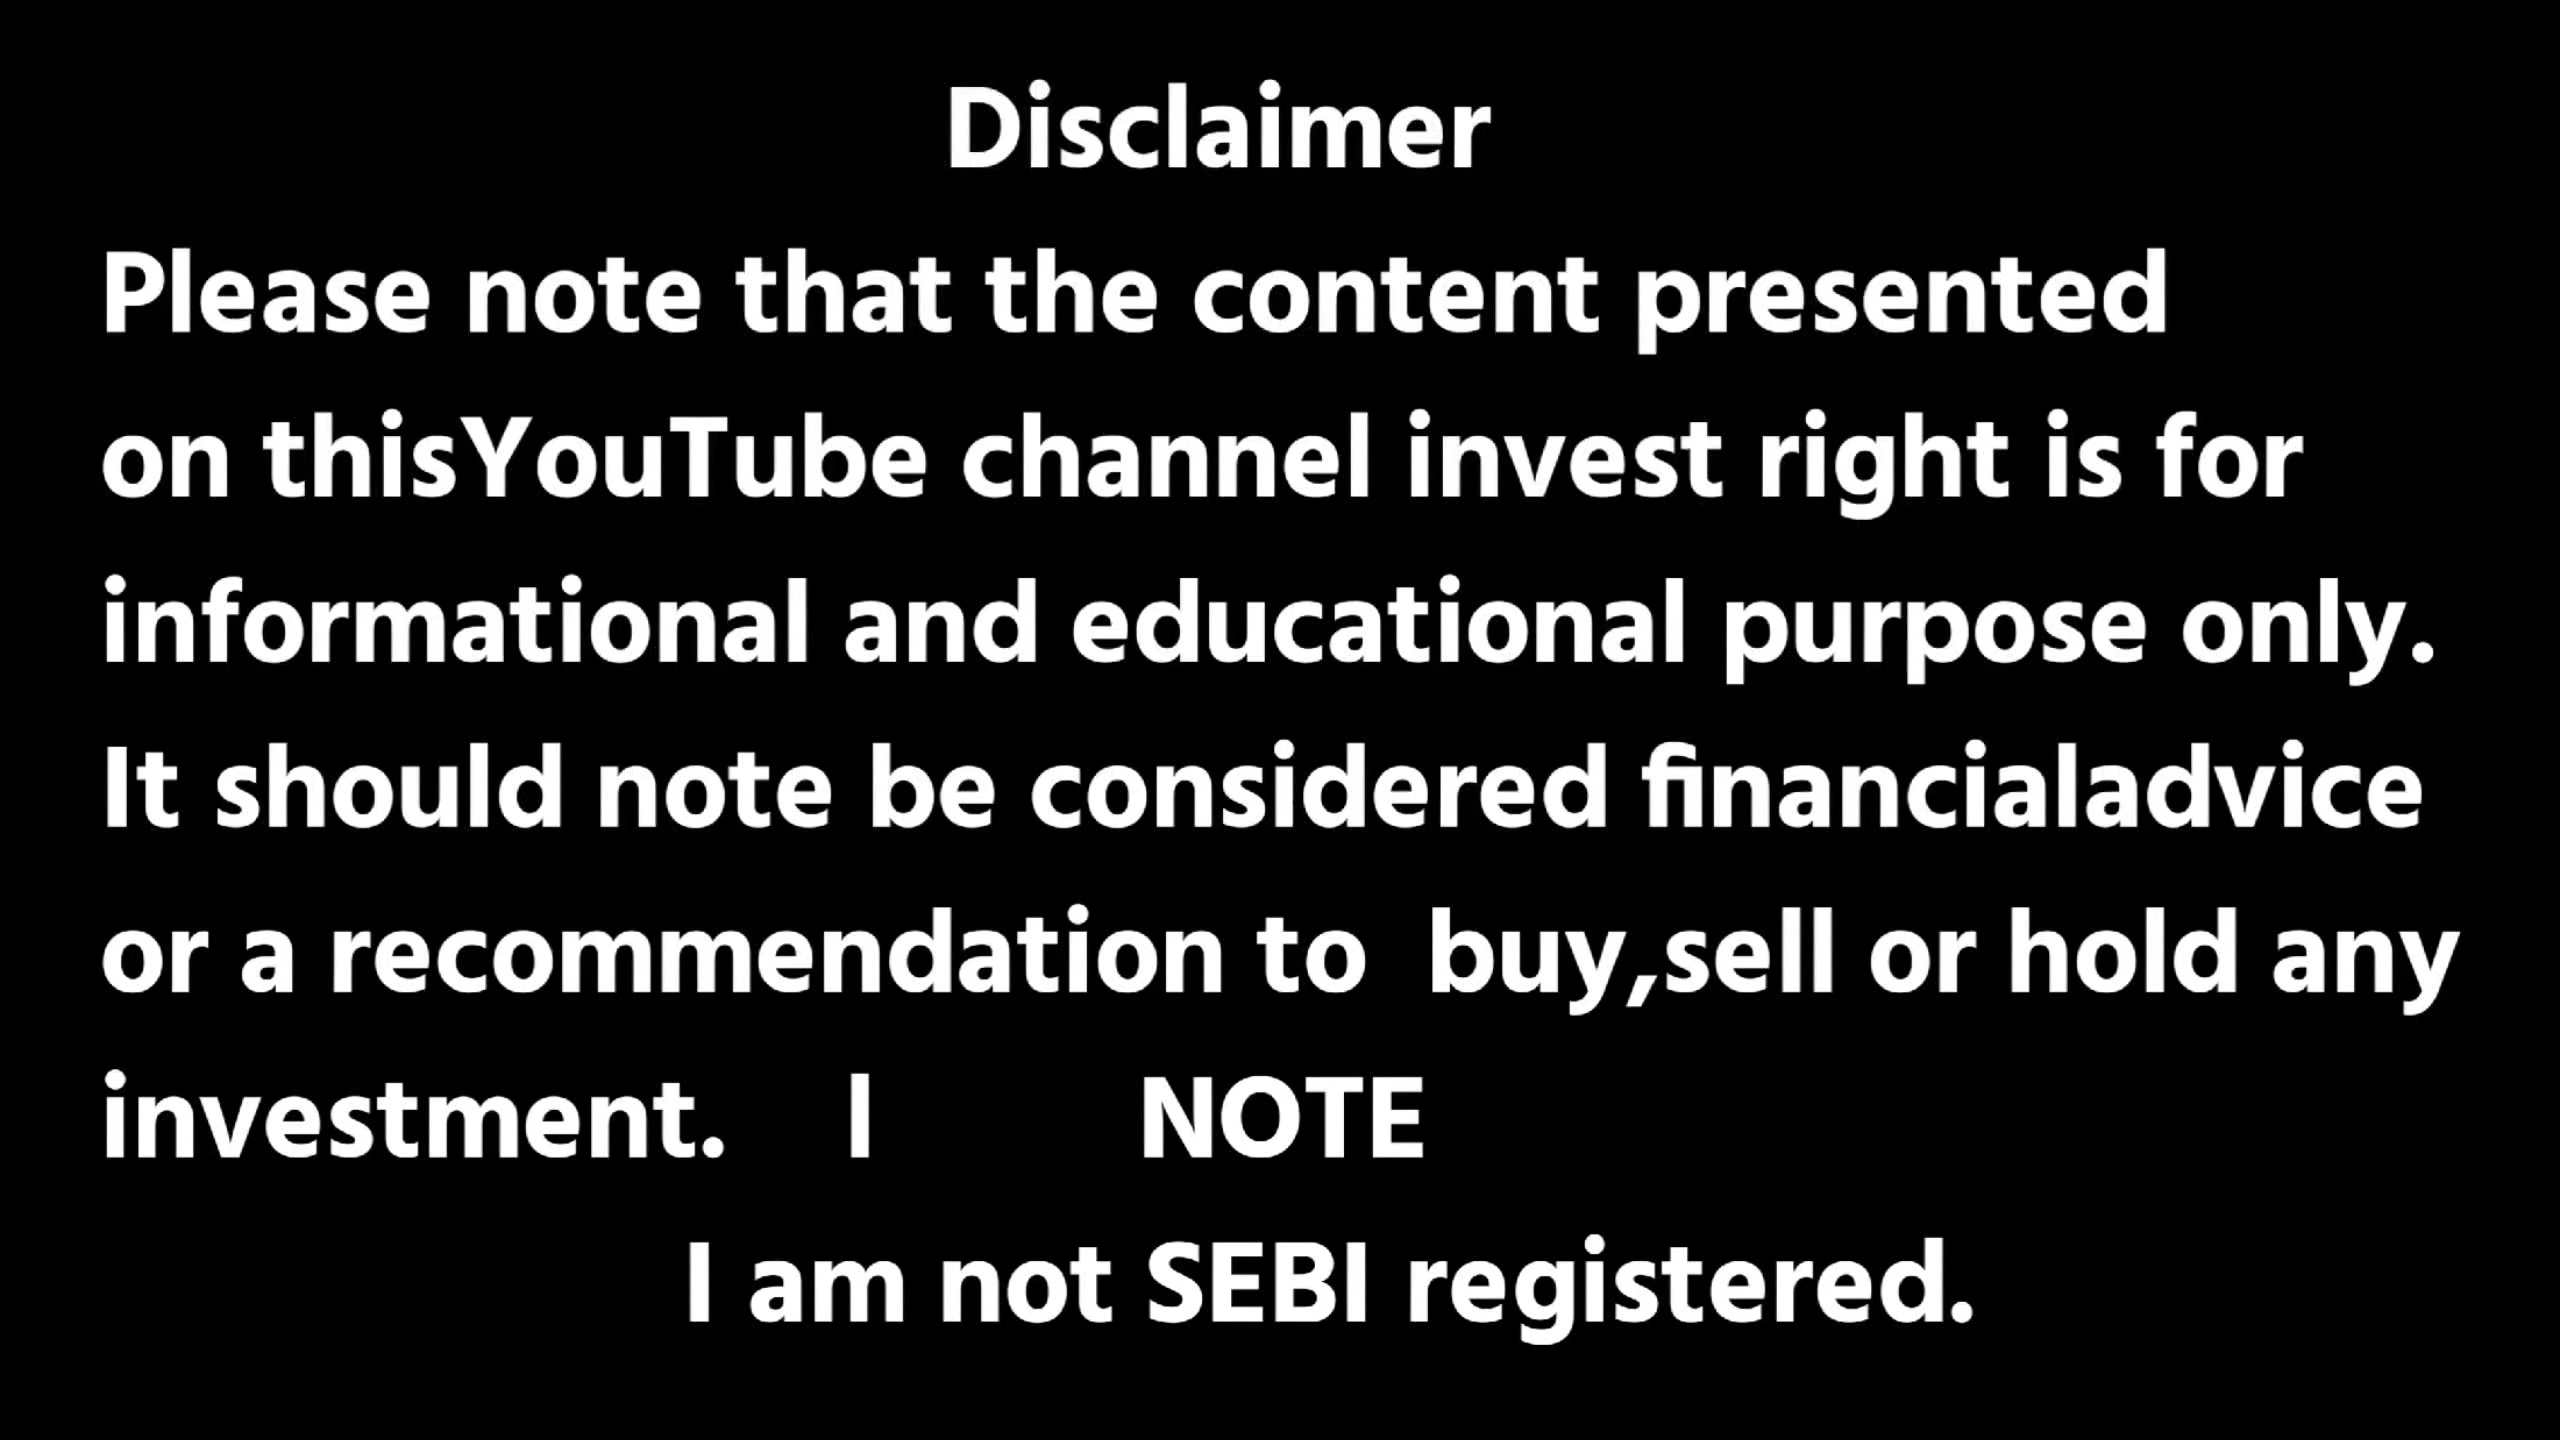 Disclaimer
Please note that the content presented
on thisYouTube channel invest right is for
informational and educational purpose only.
It should note be considered financialadvice
or a recommendation to  buy,sell or hold any
investment.    I        NOTE
I am not SEBI registered.